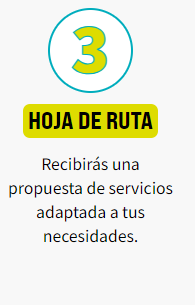 3
HOJA DE RUTA
Recibirás una
propuesta de servicios
adaptada a tus
necesidades.